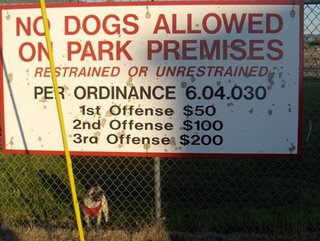 NO DOGS ALLOWED
ON PARK PREMISES
RESTRAINED OR UNRESTRAINED
PER ORDINANCE 6.04.030
1st Offense $50
2nd Offense $100
3rd Offense $200